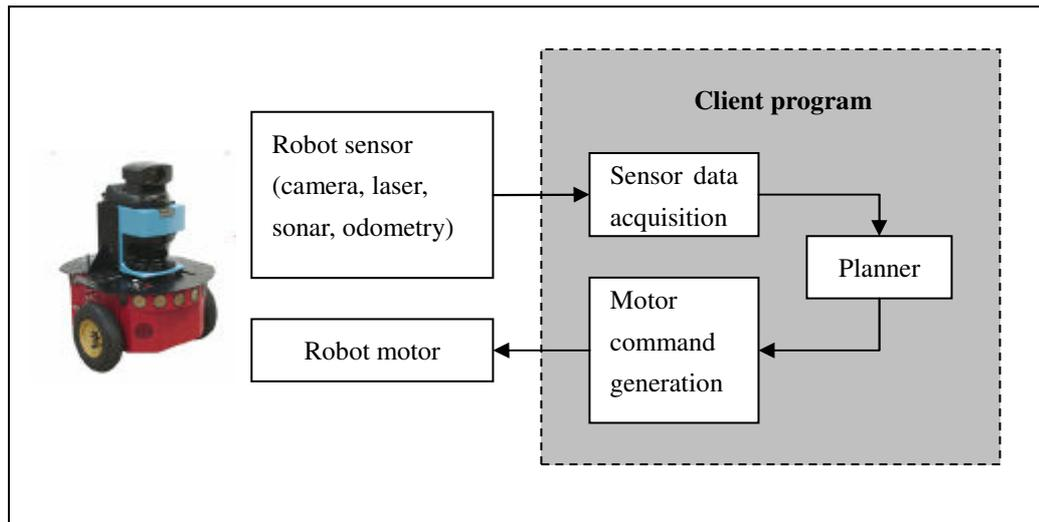 Client program
Robot sensor
(camera, laser,
sonar, odometry)
Sensor data
acquisition
Planner
Motor
command
generation
Robot motor